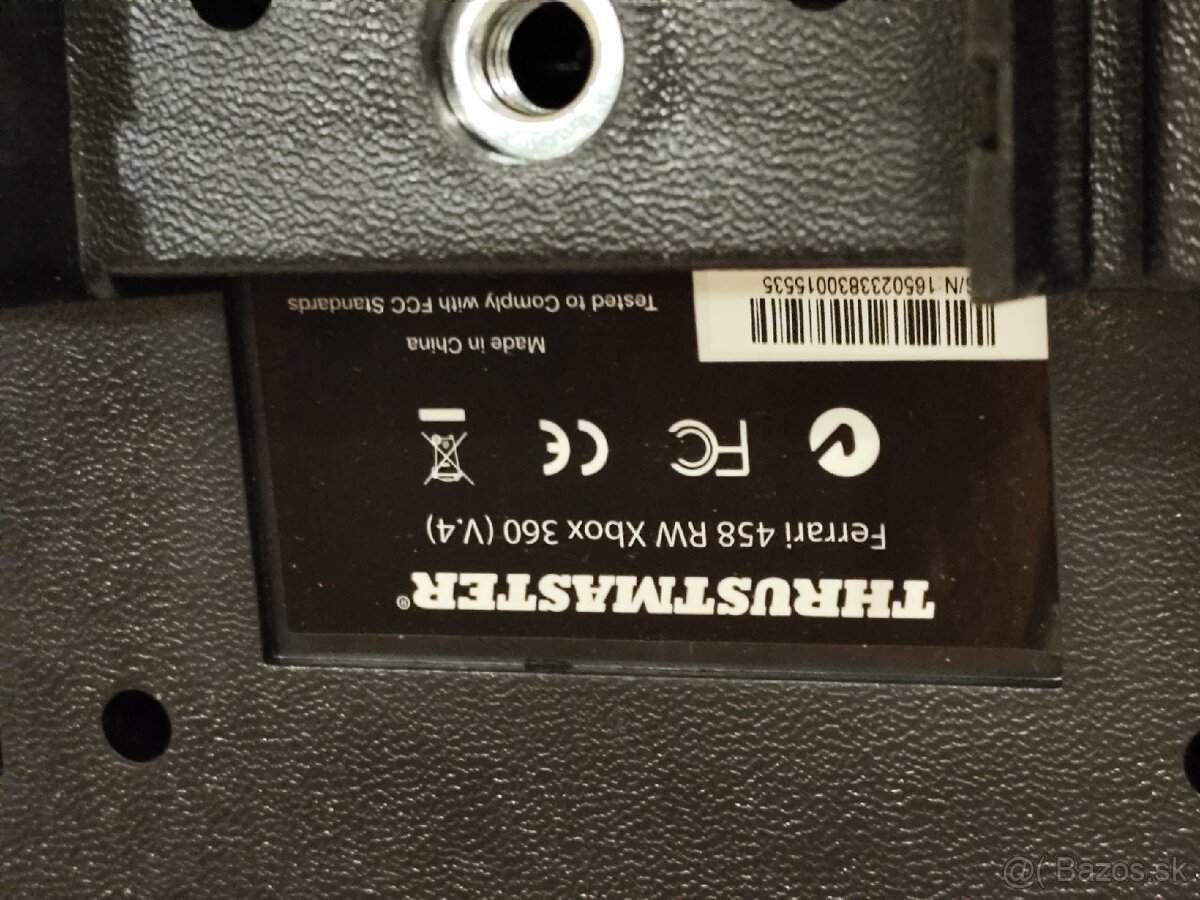 THRUSTMASTER®
Ferrari 458 RW Xbox 360 (V.4)
FC CE
Made in China
Tested to Comply with FCC Standards
S/N: 1650233830015535
@( Bazos.sk